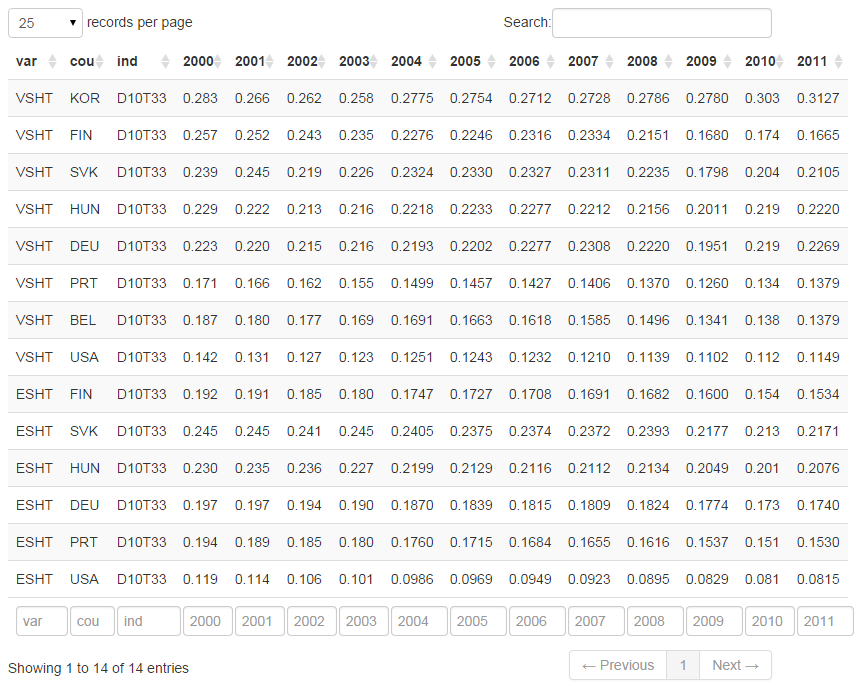 25 records per page Search:
var cou ind 2000 2001 2002 2003 2004 2005 2006 2007 2008 2009 2010 2011
VSHT KOR D10T33 0.283 0.266 0.262 0.258 0.2775 0.2754 0.2712 0.2728 0.2786 0.2780 0.303 0.3127
VSHT FIN D10T33 0.257 0.252 0.243 0.235 0.2276 0.2246 0.2316 0.2334 0.2151 0.1680 0.174 0.1665
VSHT SVK D10T33 0.239 0.245 0.219 0.226 0.2324 0.2330 0.2327 0.2311 0.2235 0.1798 0.204 0.2105
VSHT HUN D10T33 0.229 0.222 0.213 0.216 0.2218 0.2233 0.2277 0.2212 0.2156 0.2011 0.219 0.2220
VSHT DEU D10T33 0.223 0.220 0.215 0.216 0.2193 0.2202 0.2277 0.2308 0.2220 0.1951 0.219 0.2269
VSHT PRT D10T33 0.171 0.166 0.162 0.155 0.1499 0.1457 0.1427 0.1406 0.1370 0.1260 0.134 0.1379
VSHT BEL D10T33 0.187 0.180 0.177 0.169 0.1691 0.1663 0.1618 0.1585 0.1496 0.1341 0.138 0.1379
VSHT USA D10T33 0.142 0.131 0.127 0.123 0.1251 0.1243 0.1232 0.1210 0.1139 0.1102 0.112 0.1149
ESHT FIN D10T33 0.192 0.191 0.185 0.180 0.1747 0.1727 0.1708 0.1691 0.1682 0.1600 0.154 0.1534
ESHT SVK D10T33 0.245 0.245 0.241 0.245 0.2405 0.2375 0.2374 0.2372 0.2393 0.2177 0.213 0.2171
ESHT HUN D10T33 0.230 0.235 0.236 0.227 0.2199 0.2129 0.2116 0.2112 0.2134 0.2049 0.201 0.2076
ESHT DEU D10T33 0.197 0.197 0.194 0.190 0.1870 0.1839 0.1815 0.1809 0.1824 0.1774 0.173 0.1740
ESHT PRT D10T33 0.194 0.189 0.185 0.180 0.1760 0.1715 0.1684 0.1655 0.1616 0.1537 0.151 0.1530
ESHT USA D10T33 0.119 0.114 0.106 0.101 0.0986 0.0969 0.0949 0.0923 0.0895 0.0829 0.081 0.0815
var cou ind 2000 2001 2002 2003 2004 2005 2006 2007 2008 2009 2010 2011
Showing 1 to 14 of 14 entries ← Previous 1 Next →